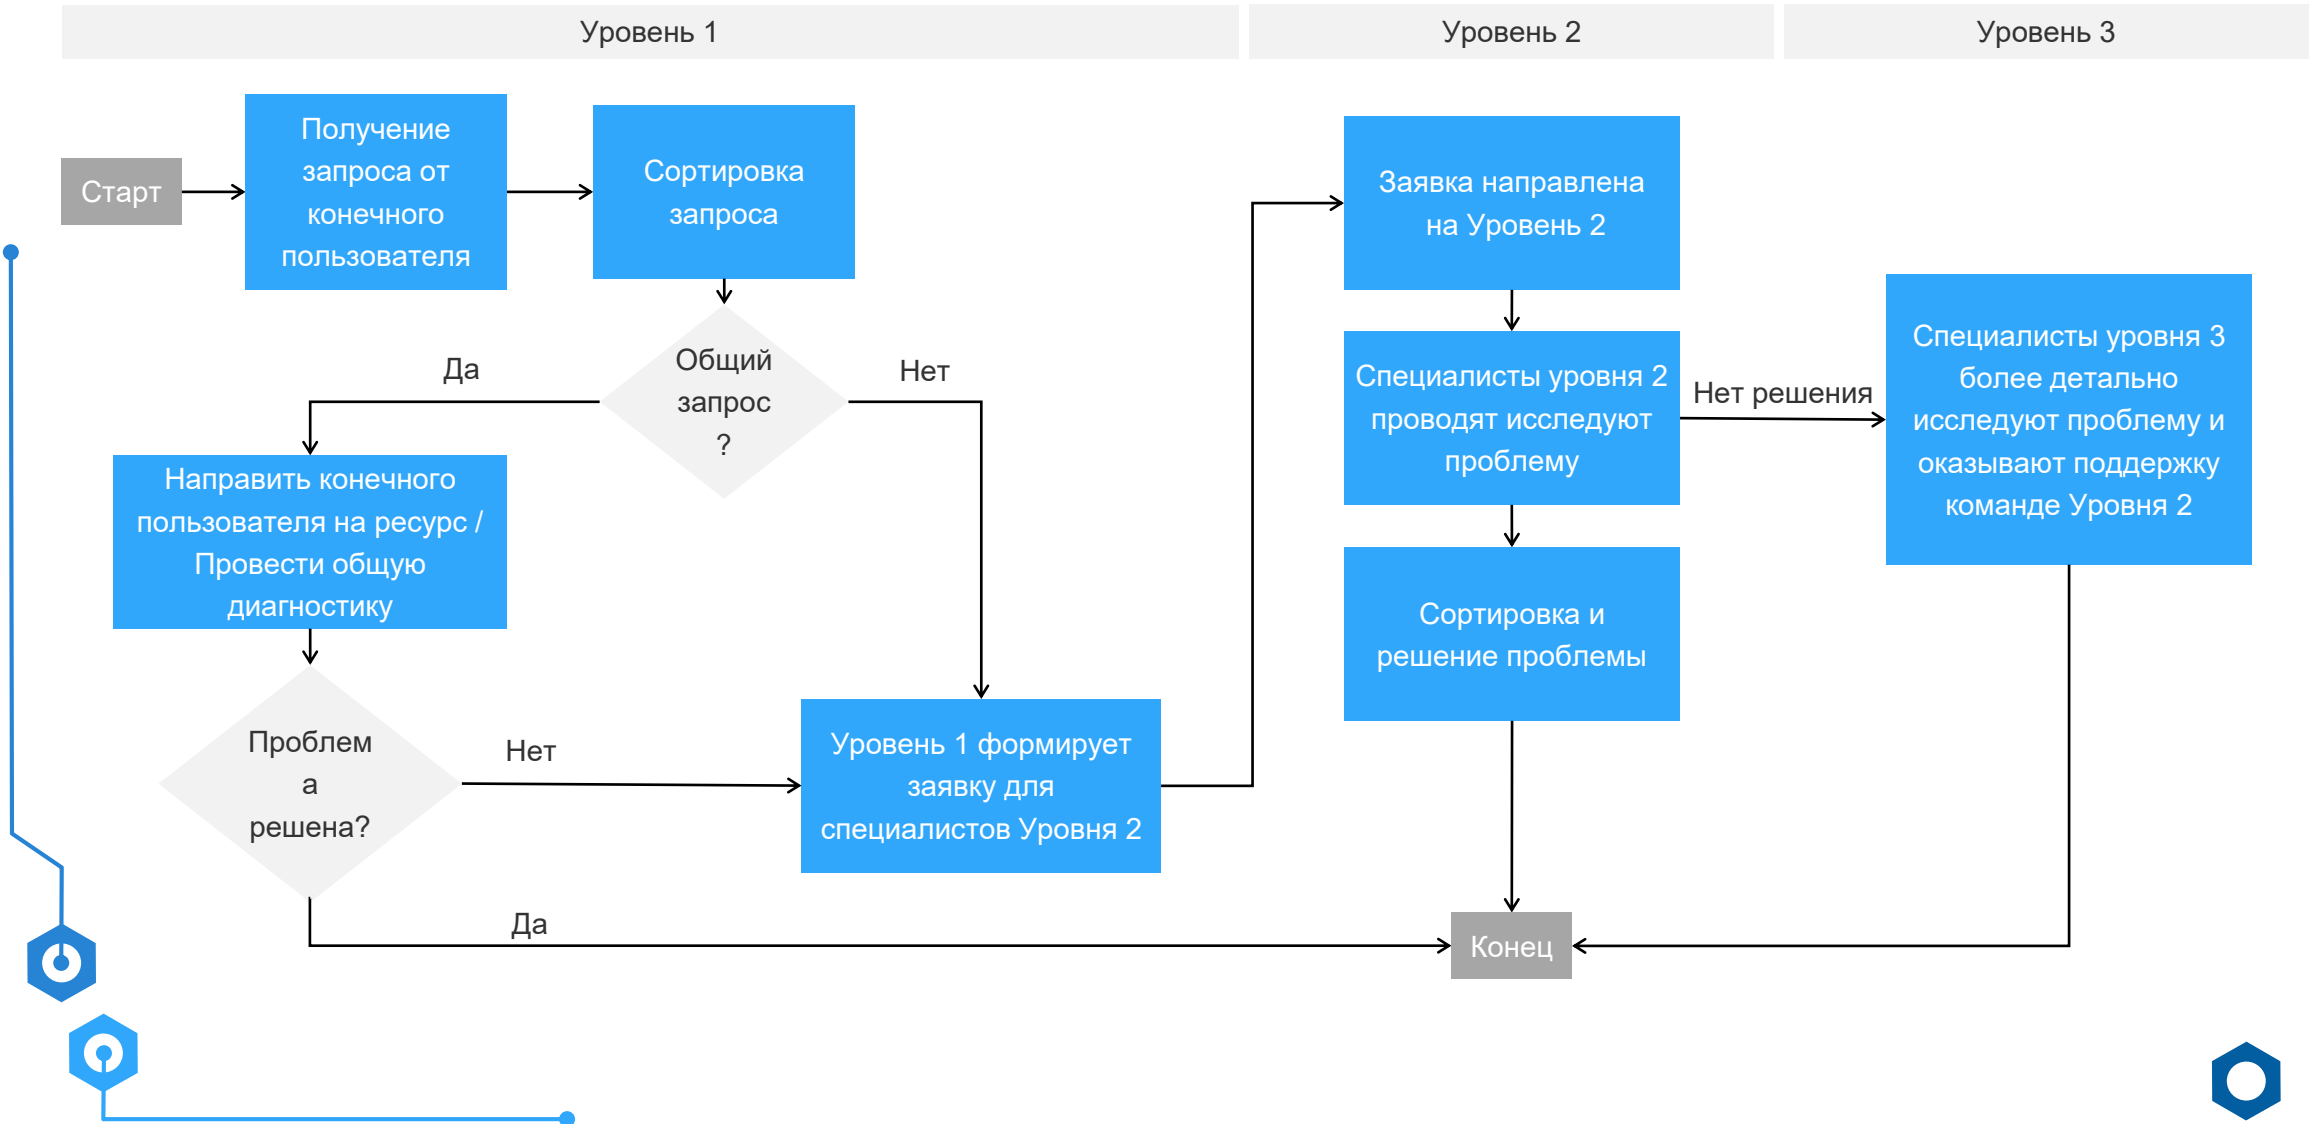 Уровень 1
Уровень 2
Уровень 3
Старт
Получение
запроса от
конечного
пользователя
Сортировка
запроса
Общий
запрос
?
Да
Нет
Направить конечного
пользователя на ресурс /
Провести общую
диагностику
Проблем
а
решена?
Нет
Да
Уровень 1 формирует
заявку для
специалистов Уровня 2
Заявка направлена
на Уровень 2
Специалисты уровня 2
проводят исследуют
проблему
Нет решения
Сортировка и
решение проблемы
Специалисты уровня 3
более детально
исследуют проблему и
оказывают поддержку
команде Уровня 2
Конец